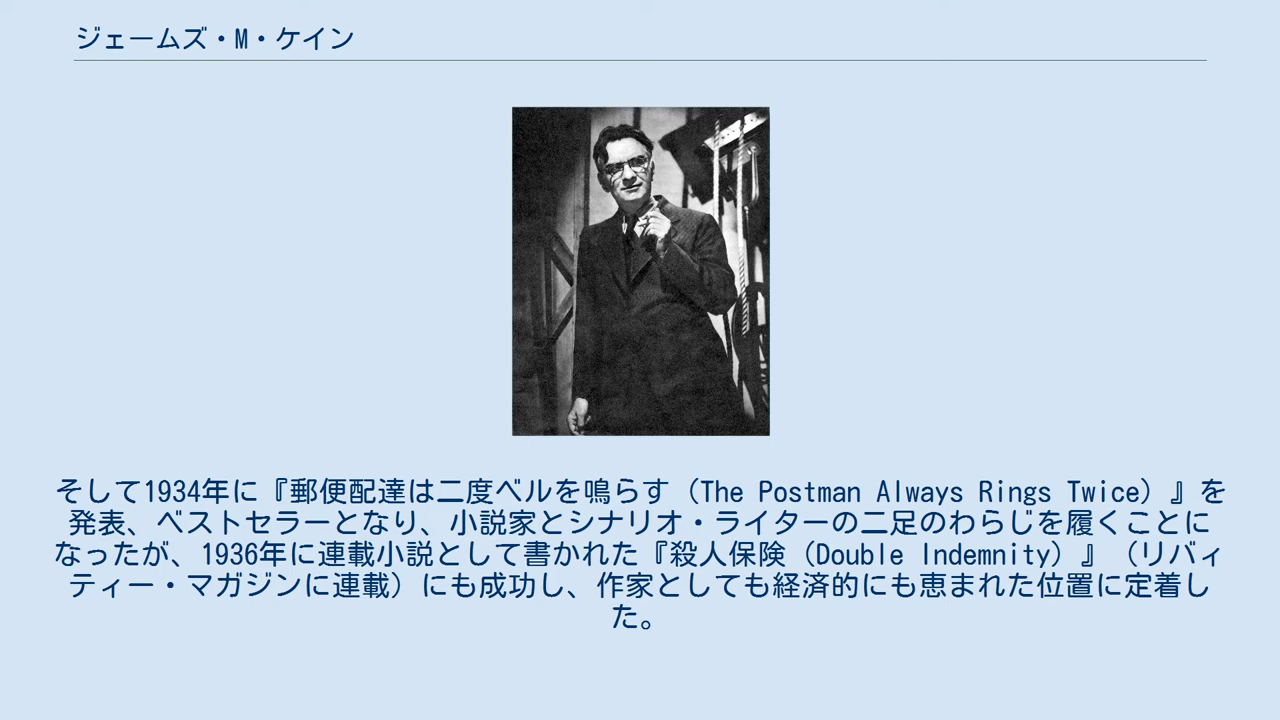 ジェームズ・M・ケイン
そして1934年に『郵便配達は二度ベルを鳴らす（The Postman Always Rings Twice）』を
発表、ベストセラーとなり、小説家とシナリオ・ライターの二足のわらじを履くことに
なったが、1936年に連載小説として書かれた『殺人保険（Double Indemnity）』（リバィ
ティー・マガジンに連載）にも成功し、作家としても経済的にも恵まれた位置に定着し
た。